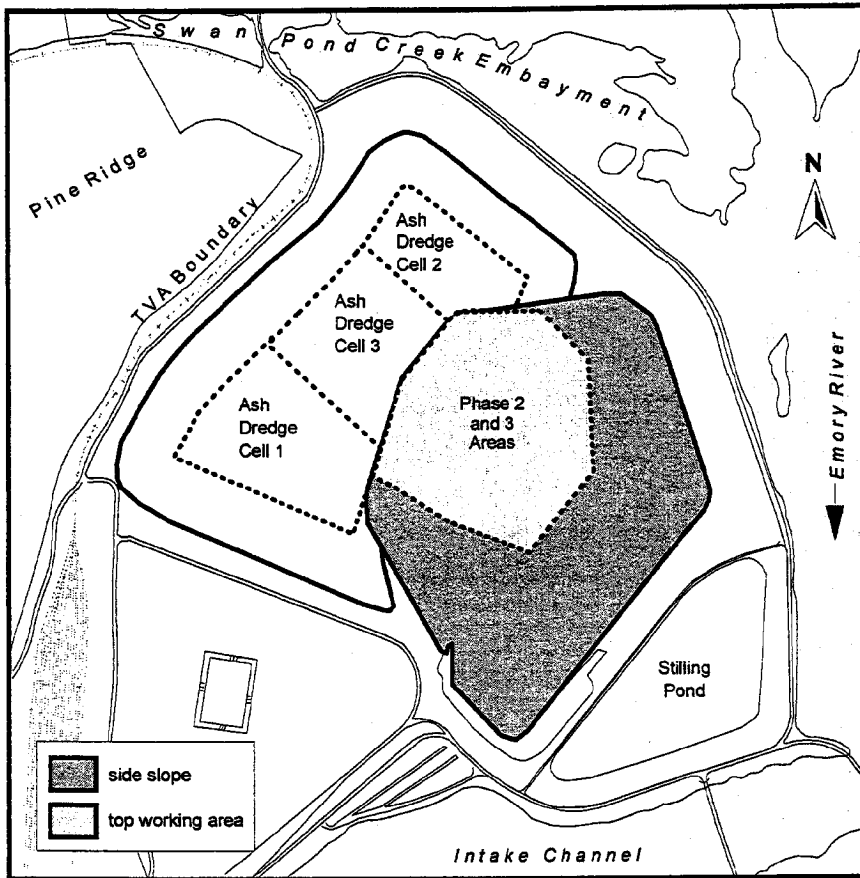 Swan Pond Creek Embayment
Pine Ridge
TVA Boundary
N
Ash
Dredge
Cell 2
Ash
Dredge
Cell 3
Ash
Dredge
Cell 1
Phase 2
and 3
Areas
Emory River
Stilling
Pond
side slope
top working area
Intake Channel